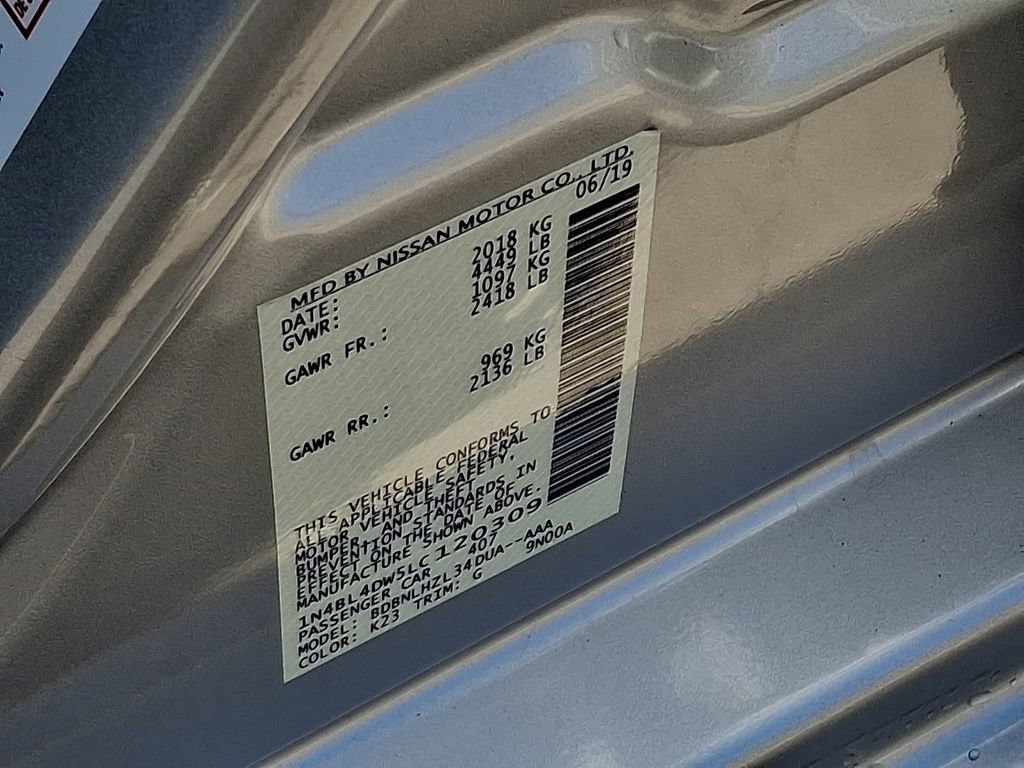 MFD BY NISSAN MOTOR CO., LTD.
DATE: 06/19
GVWR: 2018 KG
4449 LB
GAWR FR.: 1097 KG
2418 LB
GAWR RR.: 969 KG
2136 LB
THIS VEHICLE CONFORMS TO
ALL APPLICABLE FEDERAL
MOTOR VEHICLE SAFETY,
BUMPER, AND THEFT
PREVENTION STANDARDS IN
EFFECT ON THE DATE OF
MANUFACTURE SHOWN ABOVE.
1N4BL4DW5LC120309
PASSENGER CAR 407
MODEL: BDBNLHZL34DUA--AAA
COLOR: K23 TRIM: G 9N00A